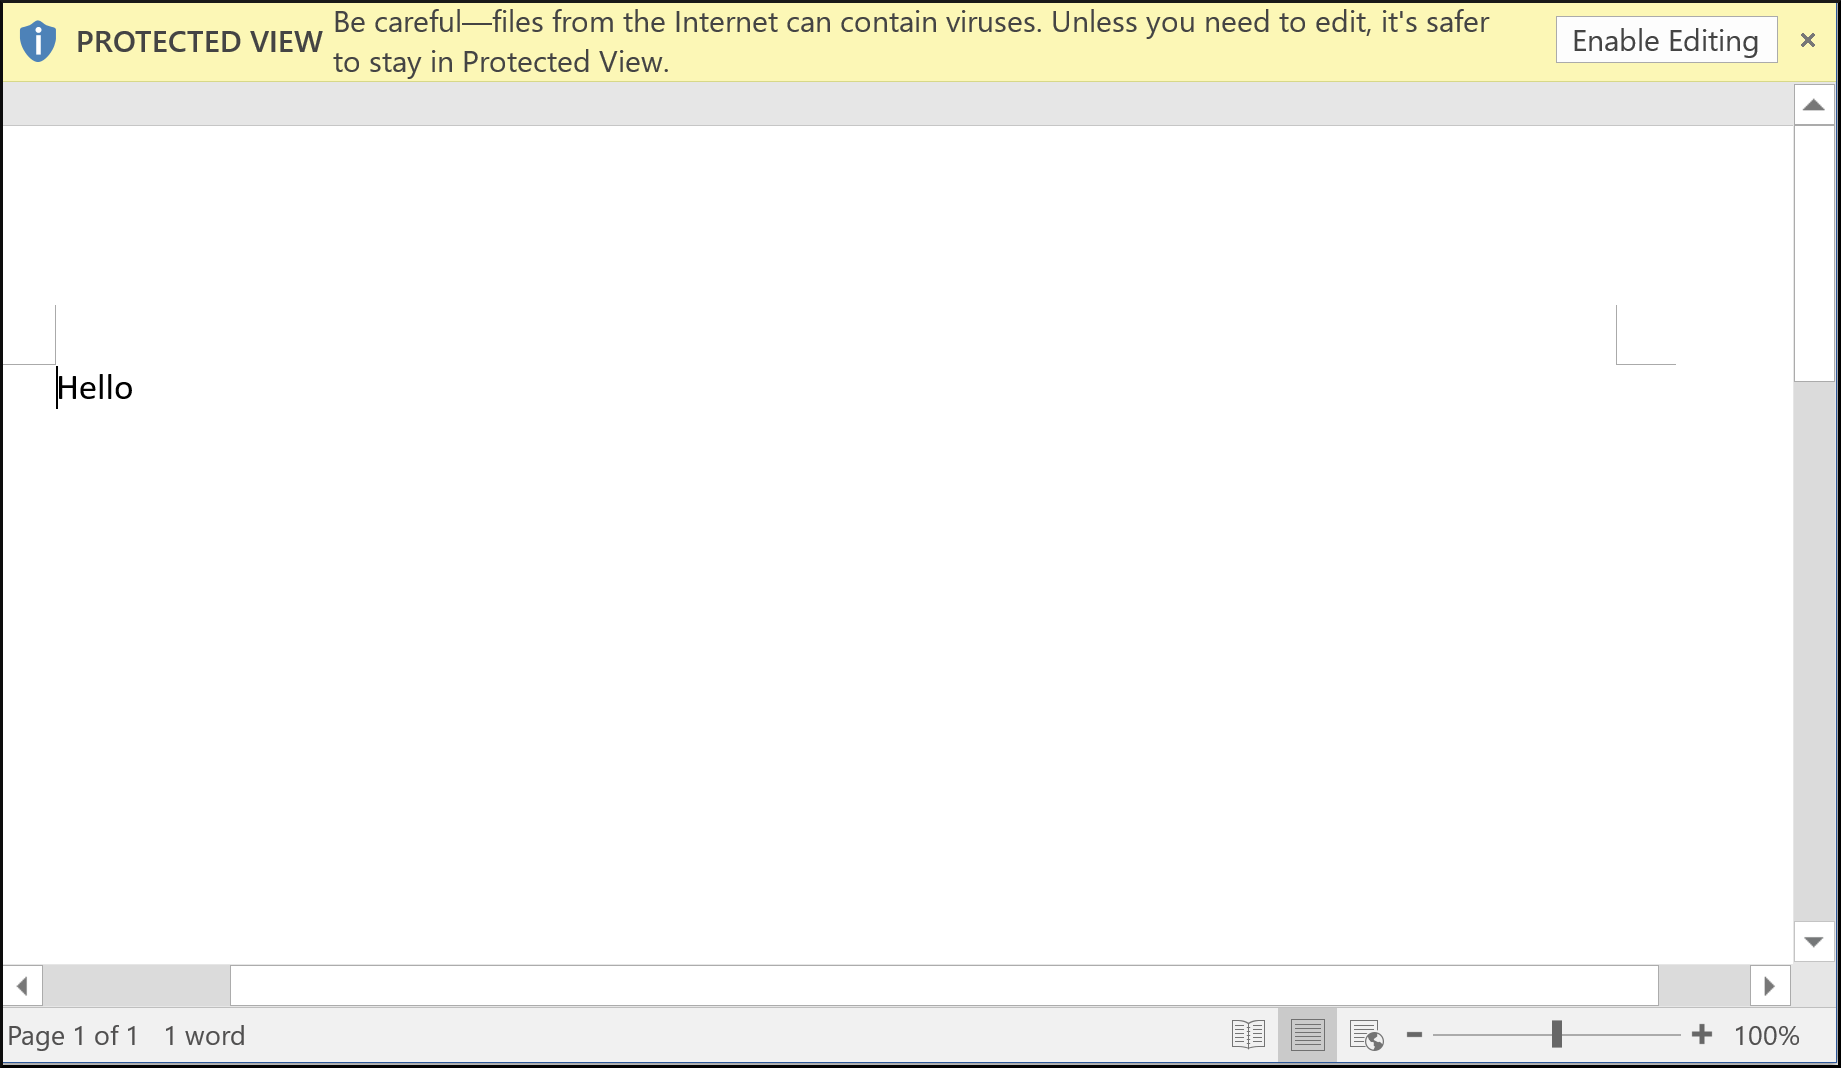 PROTECTED VIEW Be careful—files from the Internet can contain viruses. Unless you need to edit, it's safer
to stay in Protected View.
Enable Editing
Hello
Page 1 of 1 1 word 100%